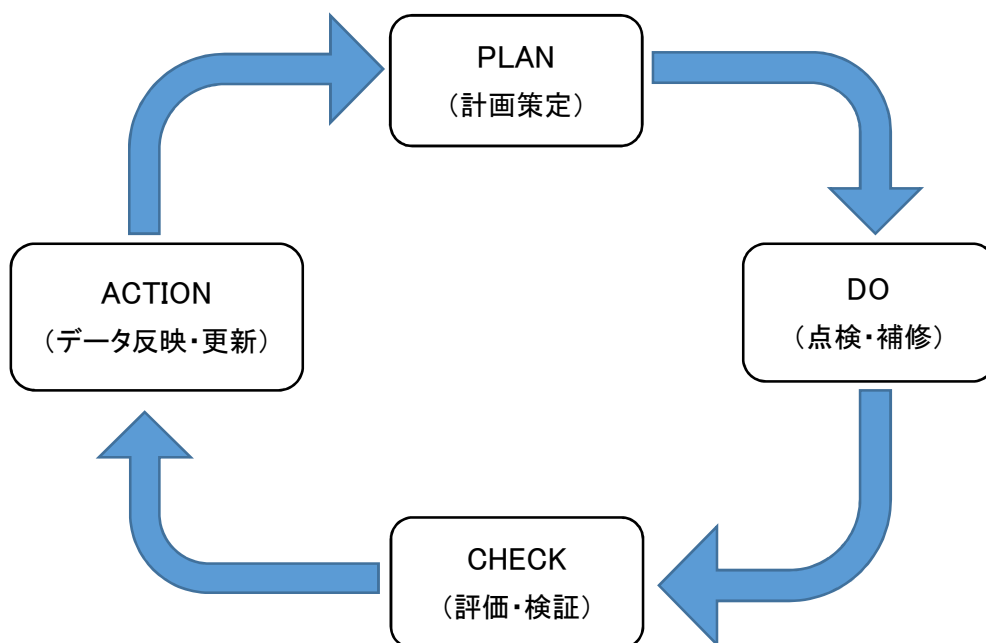 PLAN
（計画策定）
DO
（点検・補修）
CHECK
（評価・検証）
ACTION
（データ反映・更新）